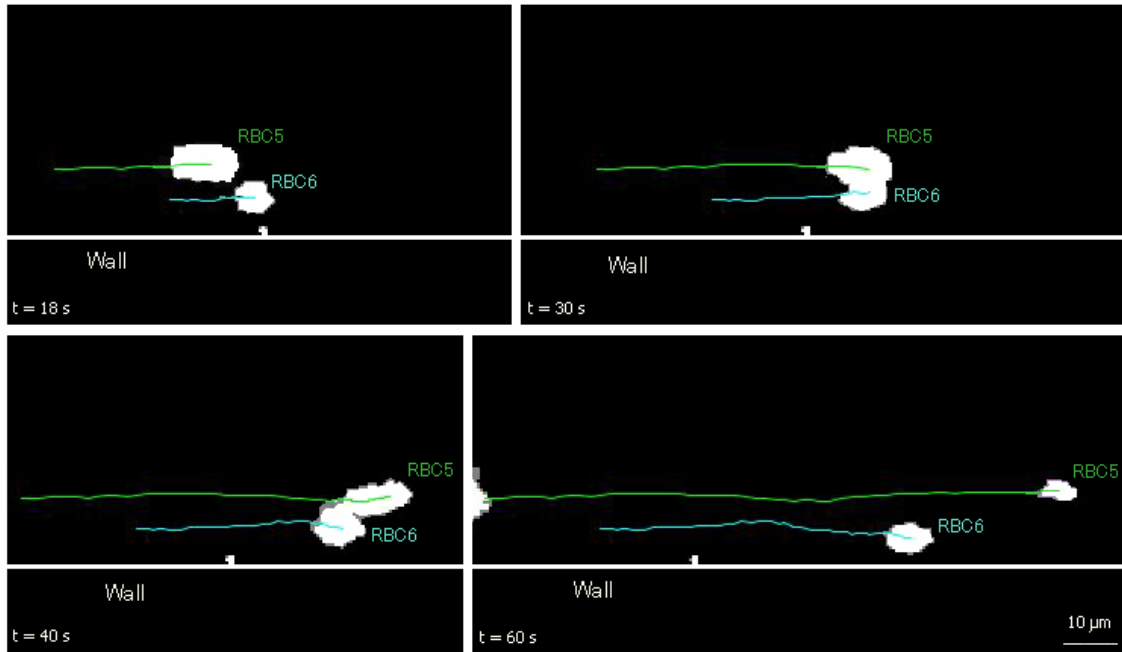 RBC5
RBC6
Wall
t = 18 s
RBC5
RBC6
Wall
t = 30 s
RBC5
RBC6
Wall
t = 40 s
RBC5
RBC6
Wall
t = 60 s
10 µm